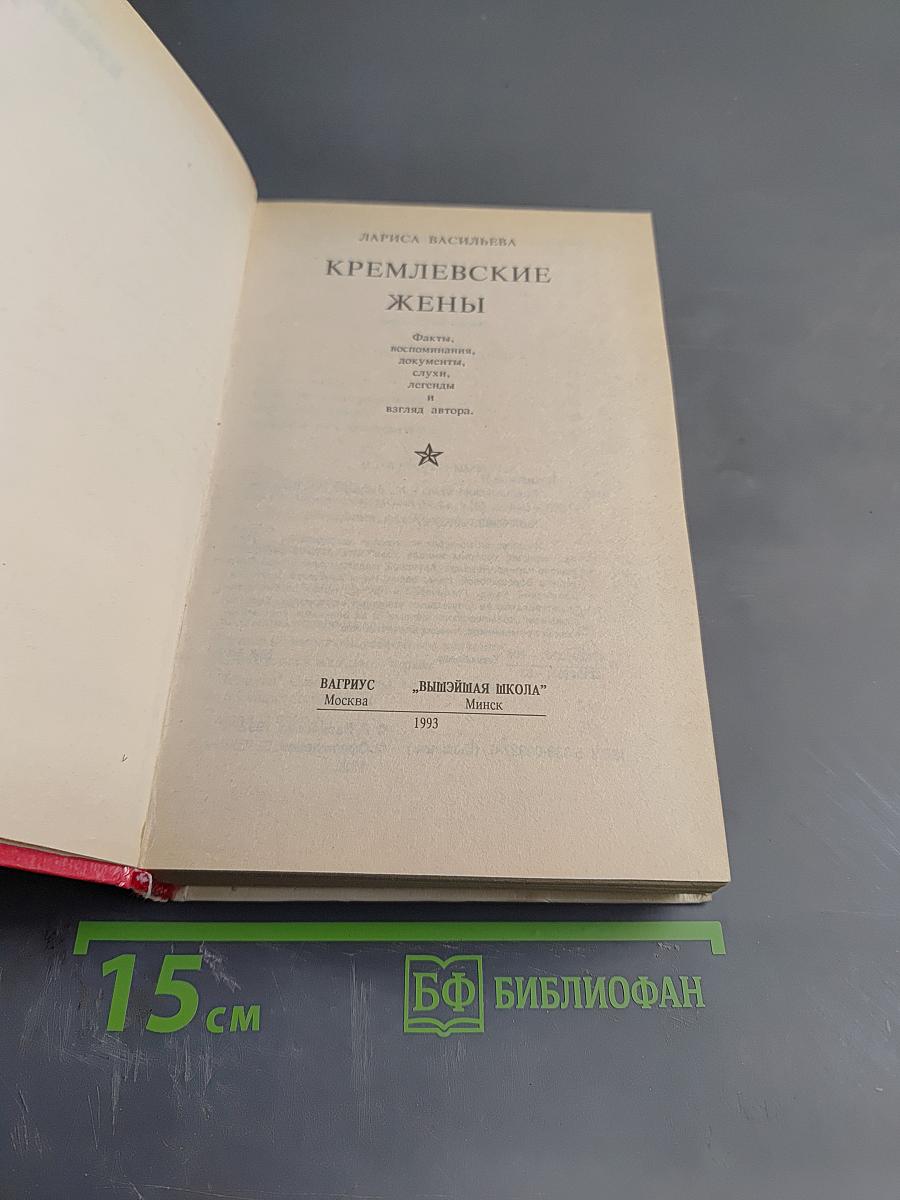 ЛАРИСА ВАСИЛЬЕВА
КРЕМЛЕВСКИЕ
ЖЕНЫ
Факты,
воспоминания,
документы,
слухи,
легенды
и
взгляд автора.
ВАГРИУС „ВЫШЭЙШАЯ ШКОЛА”
Москва Минск
1993
15 см
БФ БИБЛИОФАН